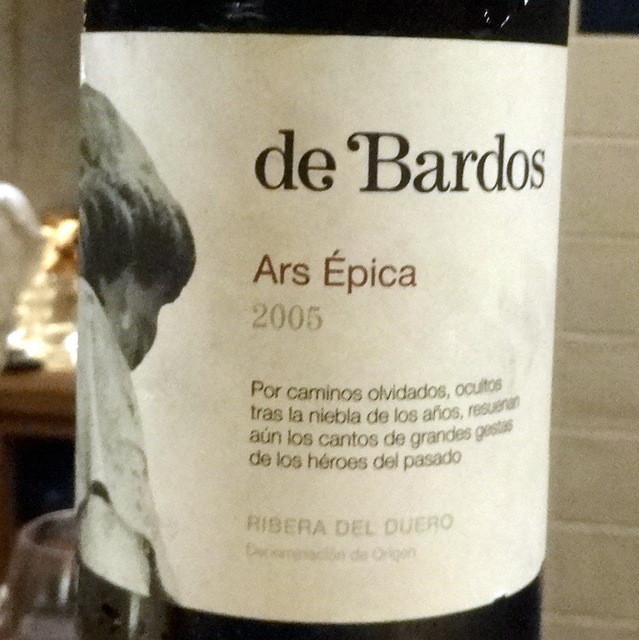 de Bardos
Ars Épica
2005
Por caminos olvidados, ocultos
tras la niebla de los años, resuenan
aún los cantos de grandes gestas
de los héroes del pasado
RIBERA DEL DUERO
Denominación de Origen